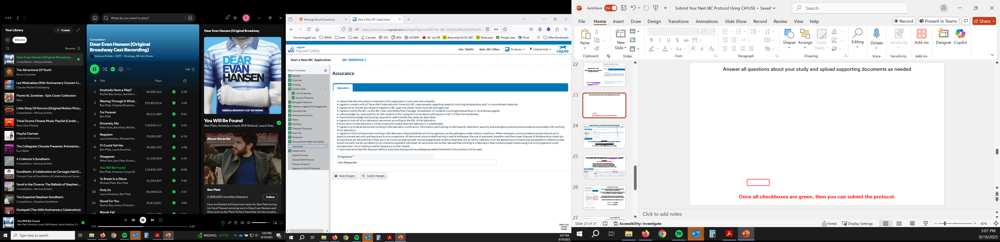 What do you want to play?
C
Your Library
Create
Albums
Recents
Dear Evan Hansen (Original Broadway...
Compilation • Various Artists
The Attractions Of Youth
Barns Courtney
Les Misérables (10th Anniversary Concert Li...
Claude-Michel Schönberg
Plants Vs. Zombies - Epic Cover Collection
Kâru
Little Shop Of Horrors (Original Motion Pictu...
Compilation • Various Artists
Tribal Drums Fitness Music Playlist (Cardio ...
Blue Claw Fitness
Playful Clarinet
Ludmila Peterková
The Collegiate Chorale Presents: Knickerbo...
Kurt Weill
A Collector's Sondheim
Compilation • Various Artists
Sondheim: A Celebration at Carnegie Hall (C...
Concert Cast of Sondheim: A Celebration at Carne...
Send in the Clowns: The Ballads of Stephen ...
Compilation • Various Artists
The Essential Stephen Sondheim
Compilation • Stephen Sondheim
Godspell (The 40th Anniversary Celebration)
Compilation
Dear Evan Hansen (Original
Broadway Cast Recording)
Various Artists • 2017 • 14 songs, 56 min 35 sec
List
# Title Plays
1 Anybody Have a Map? 69,095,342 2:26
Rachel Bay Jones, Jennifer L...
2 Waving Through A Wind... 222,803,616 3:56
Ben Platt, Original Broadwa...
3 For Forever 89,421,887 5:01
Ben Platt
4 Sincerely, Me 119,946,111 3:42
Mike Faist, Ben Platt, Will Ro...
5 Requiem 76,050,267 4:19
Laura Dreyfuss, Michael Par...
6 If I Could Tell Her 95,082,762 4:08
Ben Platt, Laura Dreyfuss
7 Disappear 41,325,556 4:35
Mike Faist, Ben Platt, Kristol...
You Will Be Found 118,825,459 6:00
Ben Platt, Kristolyn Lloyd, W...
9 To Break In a Glove 24,283,847 3:50
Michael Park, Ben Platt
10 Only Us 65,068,615 3:47
Laura Dreyfuss, Ben Platt
11 Good For You 55,815,831 3:05
Rachel Bay Jones, Kristolyn ...
Words Fail
Dear Evan Hansen (Original Broadway
DEAR
EVAN
HANSEN
ORIGINAL BROADWAY CAST RECORDING
You Will Be Found
Ben Platt, Kristolyn Lloyd, Will Roland, Laura Drey
About the artist
Ben Platt
2,956,500 monthly listeners
Follow
Fans worldwide fell head over heels for Ben Platt during
his Tony® Award-winning turn in Dear Evan Hansen and
films such as the Pitch Perfect franchise. As the vocalist,...
You Will Be Found
Ben Platt, Kristolyn Lloyd, Will Roland, Laura Dreyfuss, Or
3:01
6:00
Type here to search
NASDAQ +0.72%
3:07 PM
9/19/2025
Message Board/Questions
Start a New IBC Application
https://tamiur4.uat.cayuse.com/esOpenPage.wc?400759~IBC-00000028%20%20%20%2
80%
You are logged out.
TAMIU
tools
stats
Cascade
SSO
SPIN
LISTSERV
IBC risk DB
Basecamp IACUC/IBC
Basecamp
Google class
Pivot
Other Bookmarks
cayuse
Hazard Safety
Site: TAMIU
Role: IBC Office
Products
Celeste Kidd
cayuse
Start a New IBC Application
IBC-00000028 1
Table of Contents
Options
Overview
Funding
Nucleic Acids
NIH Guidelines
Vectors/Plasmids
Biological Materials
Infectious Agents/Microorganisms
Nanoparticles
Whole Animal Work
Plants
Facilities
Transport/Shipping
Dual Use
Personnel
Occupational Health and Safety
Assurance
Attachments
Submit Protocol
Cancel Draft Protocol
Preview Protocol
Agents on IACUC Protocols
Assurance
Signature
• I attest that the information contained in this registration is accurate and complete.
• I agree to comply with all Texas A&M International University IBC requirements regarding research involving biohazardous and / or recombinant materials.
• I agree not to initiate any research subject to IBC approval unless I have received such approval.
• I agree to notify the IBC via the IBC Chair and Safety/Risk Manager immediately of incidents involving biohazardous or recombinant agents
• I acknowledge my responsibility for the conduct of this research in accordance with Section IV-B-7 of the NIH Guidelines.
• I have the knowledge and training required to safely handle the materials described.
• I agree to train all of my laboratory personnel according to the BSL of the laboratory.
• Entry doors to the laboratory will be closed and locked when the laboratory is unattended.
• I agree to provide all personnel working in the laboratory notification, information and training on the hazards, laboratory security and emergency policies and procedures associated with working
in my laboratory.
• I agree to inform all personnel working in the laboratory that potentially all microorganisms can be pathogens under certain conditions. When necessary, work procedures and protocols are in
place to prevent aerosols and exposure to microorganisms. All personnel are provided training in sterile technique, the use of automatic pipetters and the proper disposal of biohazardous materials.
All personnel are advised that if they are in an immunocompromised/ immunosuppressed condition that they are at risk for infection from the general environment and susceptible to infections that
would normally not be a problem for an immunocompetent individual. All personnel are further advised that working in a laboratory that conducts experiments using live microorganisms could
increase their risk of infection and be hazardous to their health.
• I give assurance that the disposal method, autoclave testing and recordkeeping method detailed in this protocol will be used.
PI Signature *
John Researcher
Save changes
Cancel changes
Resource
Center
badge
3:07 PM
9/19/2025
AutoSave On
Submit Your Next IBC Protocol Using CAYUSE • Saved
Search
File Home Insert Draw Design Transitions Animations Slide Show Record Review View Help
Record
Present in Teams
Share
Paste
New
Slide
27
B I U S ab AV
A Aa A A A
Shapes
Arrange
Quick
Styles
Editing
Dictate
Sensitivity
Add-ins
Designer
Copilot
Clipboard
Slides
Font
Paragraph
Drawing
Voice
Sensitivity
Add-ins
22
23
24
25
26
27
Answer all questions about your study and upload supporting documents as needed
Once all checkboxes are green, then you can submit the protocol.
Click to add notes
Slide 23 of 31
Accessibility: Investigate
Notes
Display Settings
40%
3:07 PM
9/19/2025